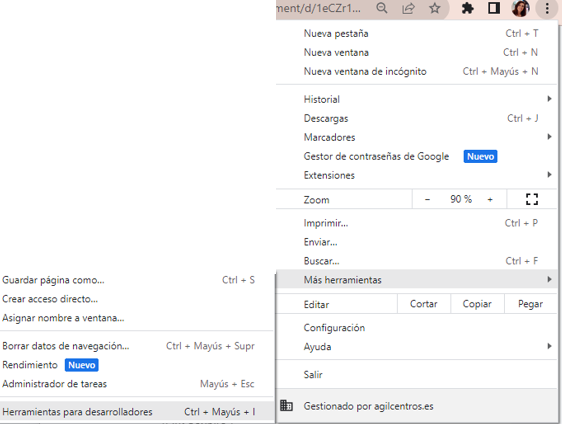 ment/d/1eCZr1...
Nueva pestaña Ctrl + T
Nueva ventana Ctrl + N
Nueva ventana de incógnito Ctrl + Mayús + N
Historial
Descargas Ctrl + J
Marcadores
Gestor de contraseñas de Google Nuevo
Extensiones
Zoom − 90 % +
Imprimir... Ctrl + P
Enviar...
Buscar... Ctrl + F
Más herramientas
Editar Cortar Copiar Pegar
Configuración
Ayuda
Salir
Gestionado por agilcentros.es
Guardar página como... Ctrl + S
Crear acceso directo...
Asignar nombre a ventana...
Borrar datos de navegación... Ctrl + Mayús + Supr
Rendimiento Nuevo
Administrador de tareas Mayús + Esc
Herramientas para desarrolladores Ctrl + Mayús + I